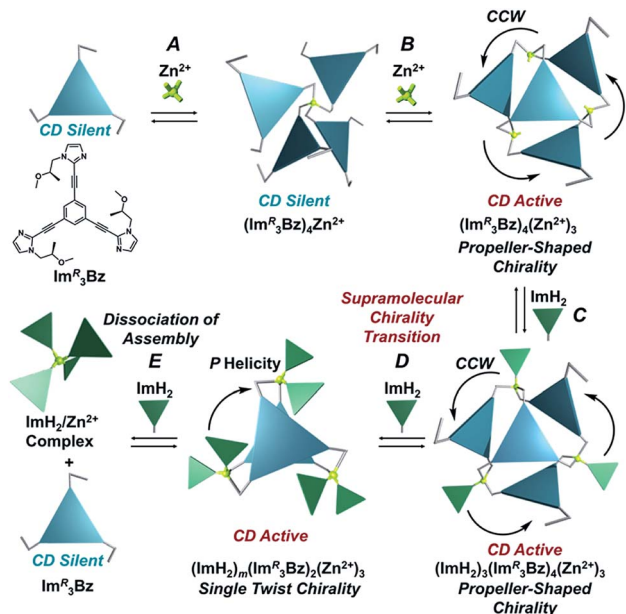 A
Zn2+
CD Silent
N
N
O
O
N
N
N
N
O
ImR3Bz
B
Zn2+
CD Silent
(ImR3Bz)4Zn2+
CCW
CD Active
(ImR3Bz)4(Zn2+)3
Propeller-Shaped
Chirality
ImH2
C
Supramolecular
Chirality
Transition
D
ImH2
CCW
CD Active
(ImH2)3(ImR3Bz)4(Zn2+)3
Propeller-Shaped
Chirality
P Helicity
CD Active
(ImH2)m(ImR3Bz)2(Zn2+)3
Single Twist Chirality
Dissociation of
Assembly
E
ImH2
ImH2/Zn2+
Complex
+
CD Silent
ImR3Bz